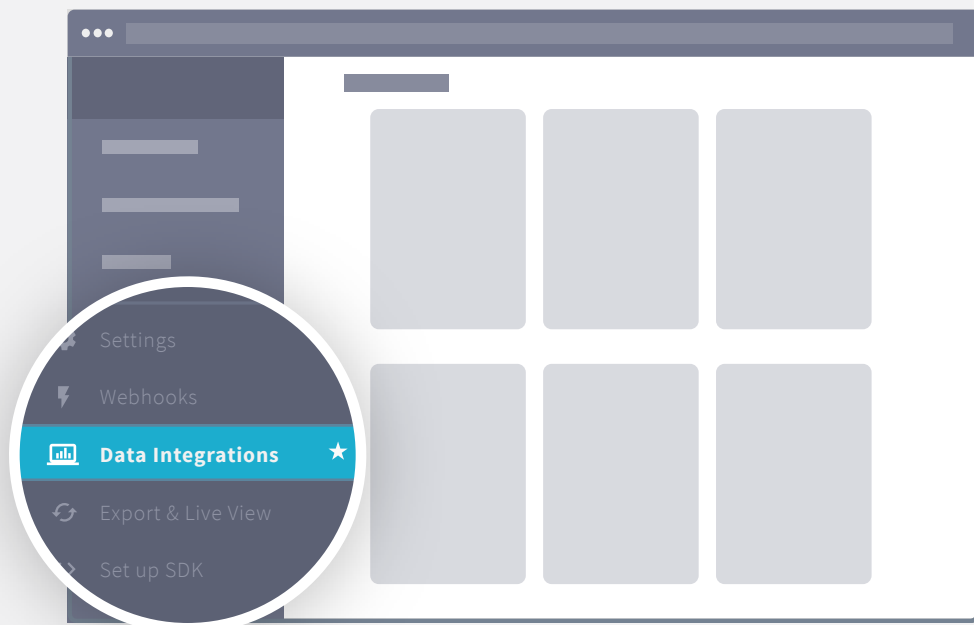 Settings
Webhooks
Data Integrations
Export & Live View
Set up SDK